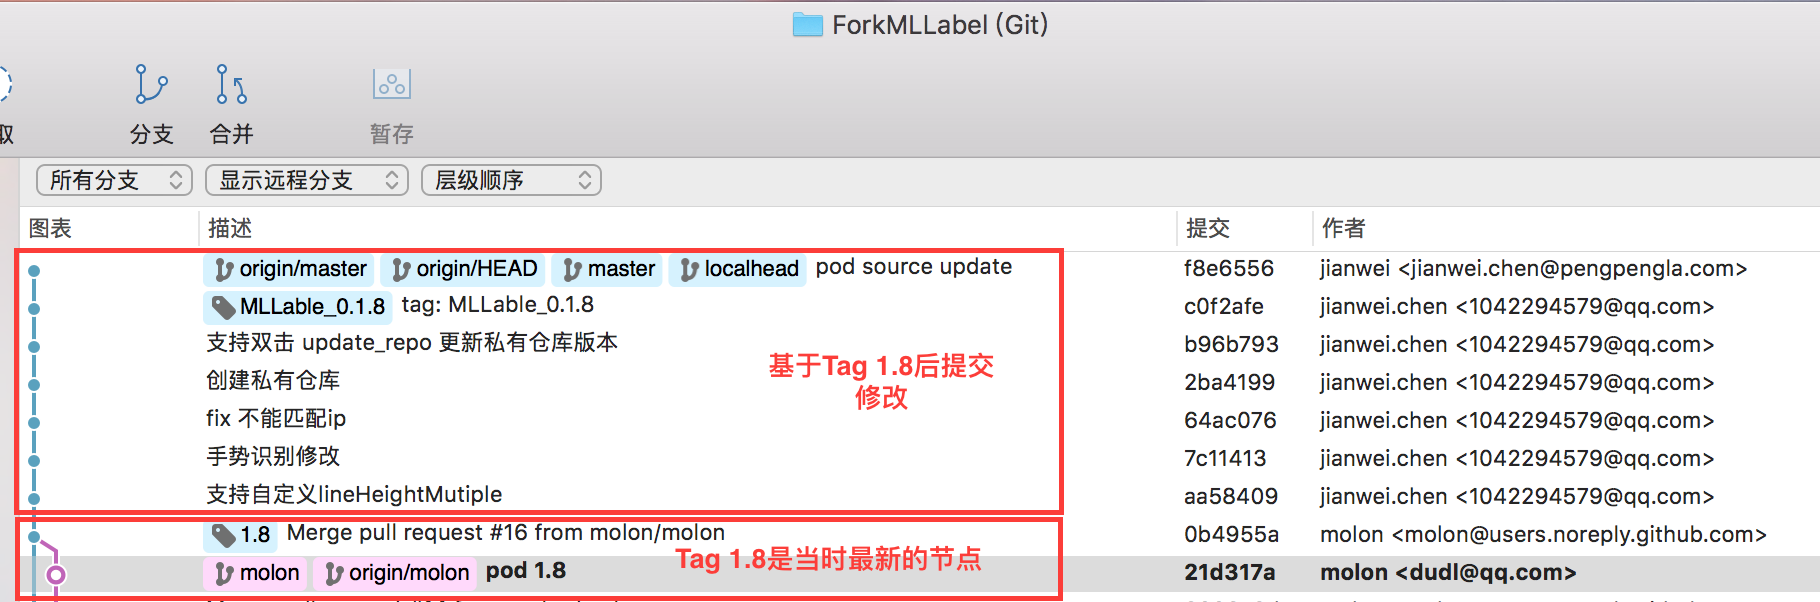 ForkMLLabel (Git)
取 分支 合并 暂存
所有分支 显示远程分支 层级顺序
图表 描述 提交 作者
origin/master origin/HEAD master localhead pod source update f8e6556 jianwei <jianwei.chen@pengpengla.com>
MLLable_0.1.8 tag: MLLable_0.1.8 c0f2afe jianwei.chen <1042294579@qq.com>
支持双击 update_repo 更新私有仓库版本 b96b793 jianwei.chen <1042294579@qq.com>
基于Tag 1.8后提交
修改
创建私有仓库 2ba4199 jianwei.chen <1042294579@qq.com>
fix 不能匹配ip 64ac076 jianwei.chen <1042294579@qq.com>
手势识别修改 7c11413 jianwei.chen <1042294579@qq.com>
支持自定义lineHeightMutiple aa58409 jianwei.chen <1042294579@qq.com>
1.8 Merge pull request #16 from molon/molon 0b4955a molon <molon@users.noreply.github.com>
Tag 1.8是当时最新的节点
molon origin/molon pod 1.8 21d317a molon <dudl@qq.com>